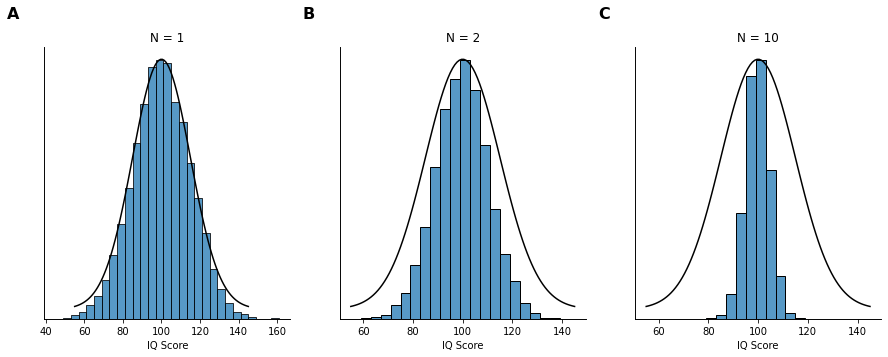 A
B
C
N = 1
N = 2
N = 10
40 60 80 100 120 140 160
60 80 100 120 140
60 80 100 120 140
IQ Score
IQ Score
IQ Score